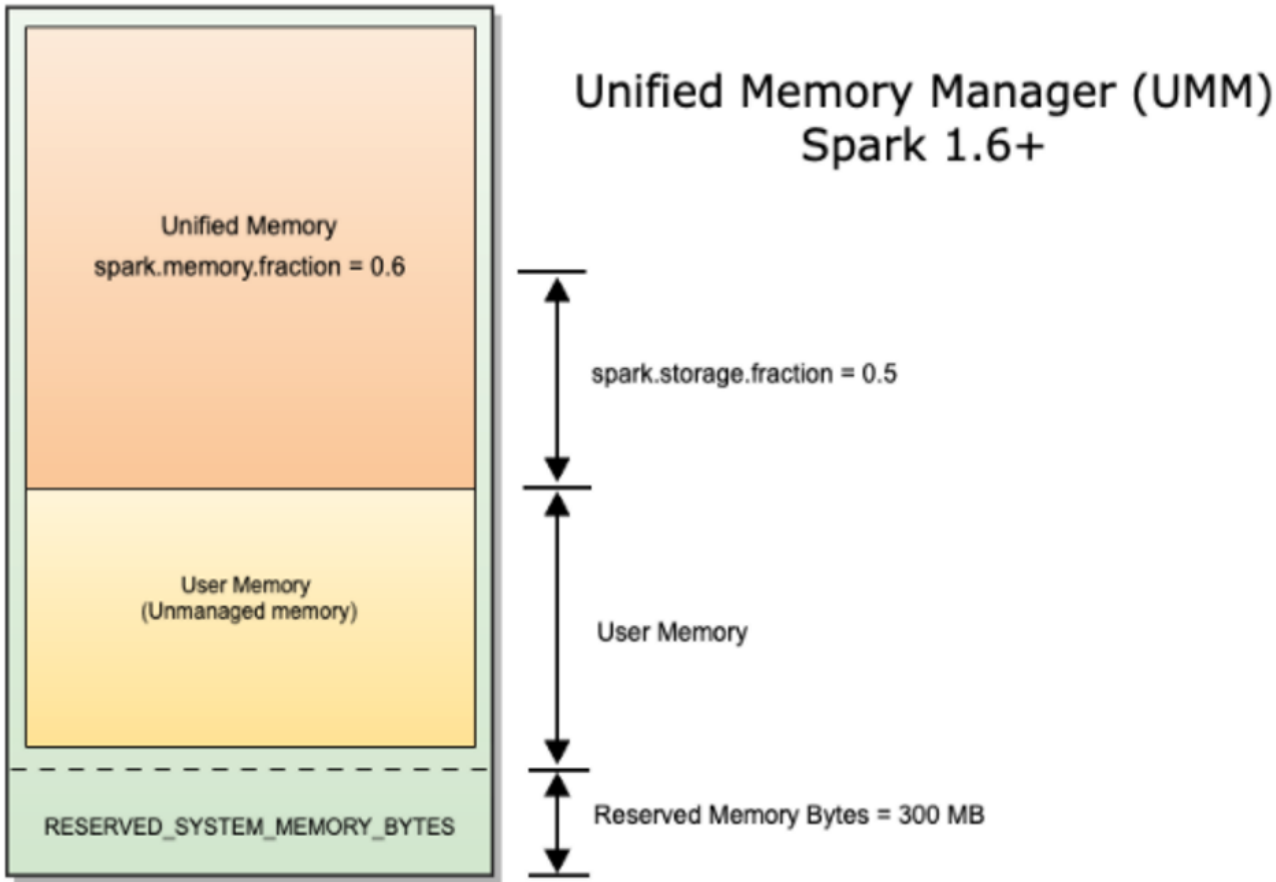 Unified Memory Manager (UMM)
Spark 1.6+
Unified Memory
spark.memory.fraction = 0.6
spark.storage.fraction = 0.5
User Memory
(Unmanaged memory)
User Memory
RESERVED_SYSTEM_MEMORY_BYTES
Reserved Memory Bytes = 300 MB